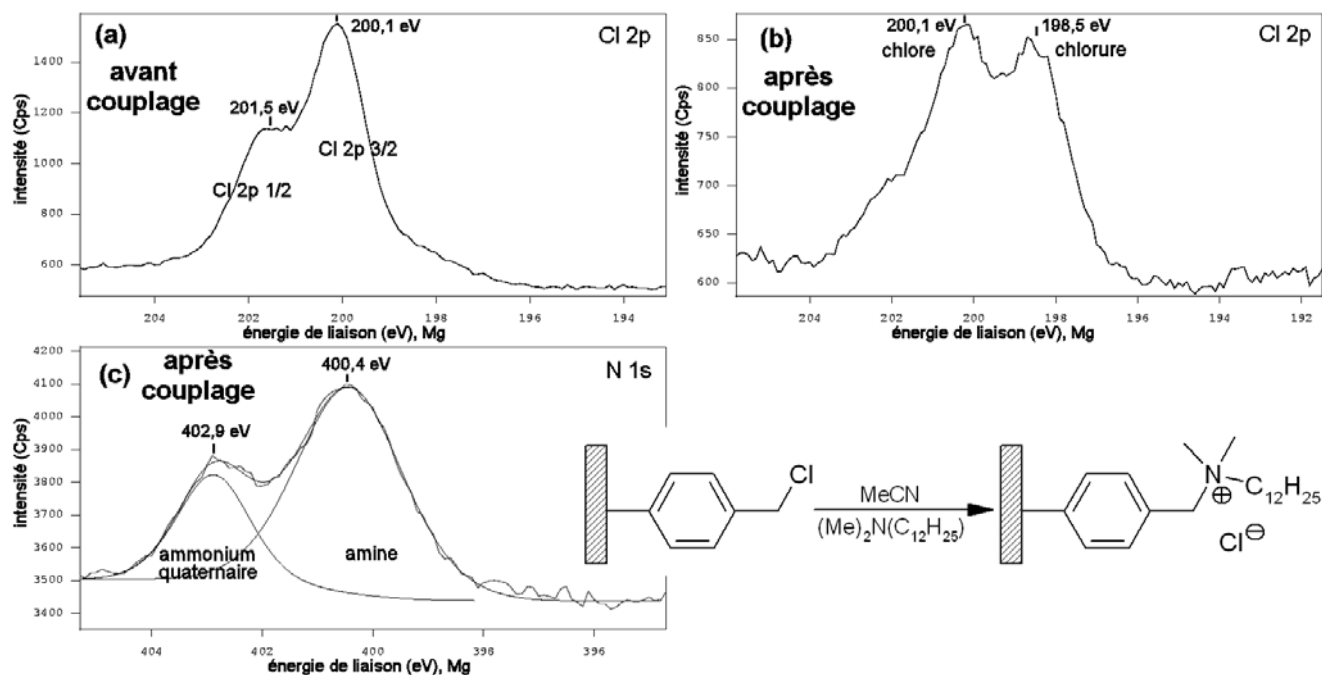 (a)
200,1 eV
Cl 2p
avant
couplage
201,5 eV
Cl 2p 3/2
Cl 2p 1/2
intensité (Cps)
1400
1200
1000
800
600
204
202
200
198
196
194
énergie de liaison (eV), Mg
(b)
200,1 eV
198,5 eV
Cl 2p
chlore
chlorure
après
couplage
intensité (Cps)
850
800
750
700
650
600
204
202
200
198
196
194
192
énergie de liaison (eV), Mg
(c)
après
couplage
400,4 eV
N 1s
402,9 eV
ammonium
quaternaire
amine
intensité (Cps)
4200
4100
4000
3900
3800
3700
3600
3500
3400
404
402
400
398
396
énergie de liaison (eV), Mg
Cl
MeCN
(Me)₂N(C₁₂H₂₅)
N
⊕
C₁₂H₂₅
Cl⊖